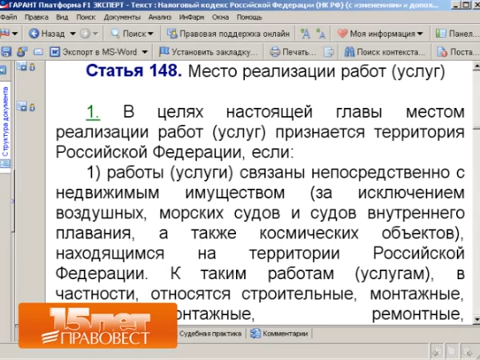 ГАРАНТ Платформа F1 ЭКСПЕРТ - Текст : Налоговый кодекс Российской Федерации (НК РФ) (с изменениями и допол
Файл Правка Вид Поиск Документы Анализ ИнФарм Окна Помощь
Назад Поиск Правовая поддержка онлайн Моя информация Панел
Экспорт в MS-Word Установить закладку... Печать... Поиск контекста... Постав
Структура документа
Статья 148. Место реализации работ (услуг)
1. В целях настоящей главы местом
реализации работ (услуг) признается территория
Российской Федерации, если:
1) работы (услуги) связаны непосредственно с
недвижимым имуществом (за исключением
воздушных, морских судов и судов внутреннего
плавания, а также космических объектов),
находящимся на территории Российской
Федерации. К таким работам (услугам), в
частности, относятся строительные, монтажные,
монтажные, ремонтные,
15 лет
ПРАВОВЕСТ
Судебная практика Комментарии